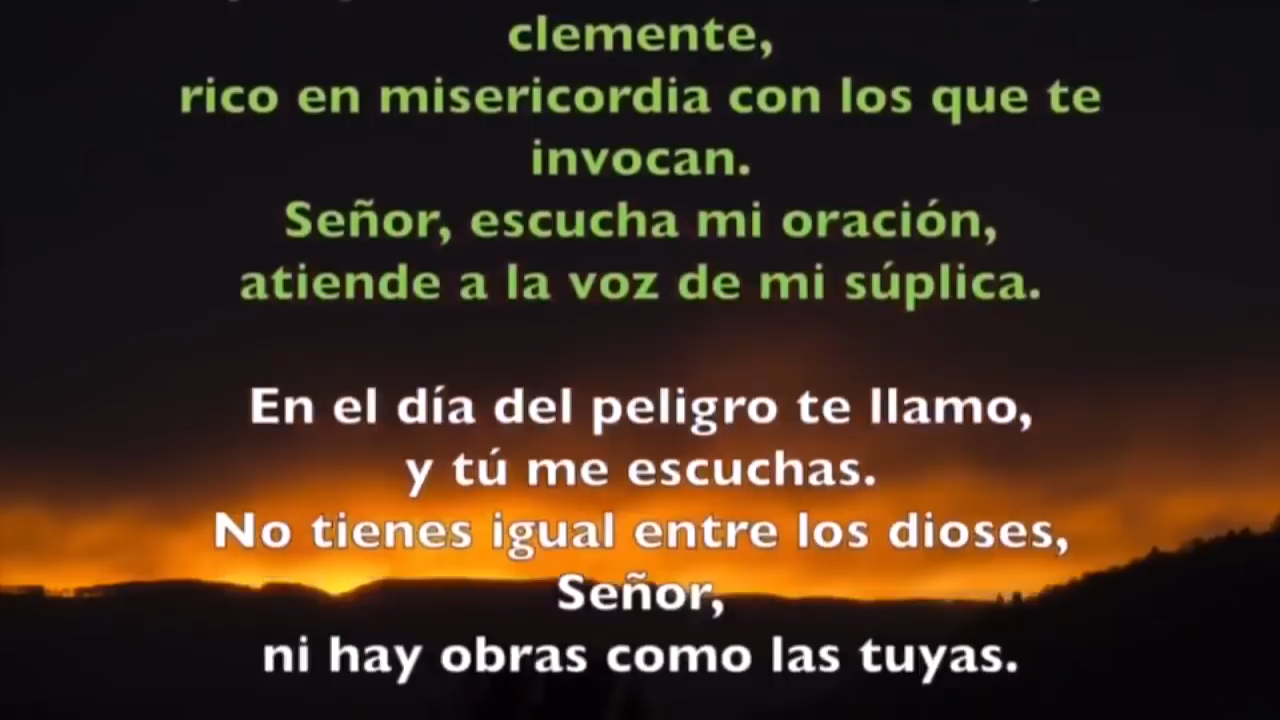 clemente,
rico en misericordia con los que te
invocan.
Señor, escucha mi oración,
atiende a la voz de mi súplica.
En el día del peligro te llamo,
y tú me escuchas.
No tienes igual entre los dioses,
Señor,
ni hay obras como las tuyas.